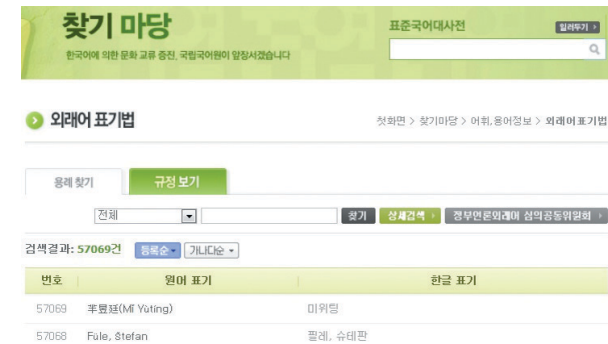 찾기 마당
표준국어대사전
일러두기
한국어에 의한 문화 교류 증진, 국립국어원이 앞장서겠습니다
외래어 표기법
첫화면 > 찾기마당 > 어휘,용어정보 > 외래어표기법
용례 찾기
규정 보기
전체
찾기
상세검색
정부언론외래어 심의공동위원회
검색결과: 57069건
등록순
가나다순
번호 원어 표기 한글 표기
57069 芈昱廷(Mǐ Yùtíng) 미위팅
57068 Füle, Štefan 퓔레, 슈테판